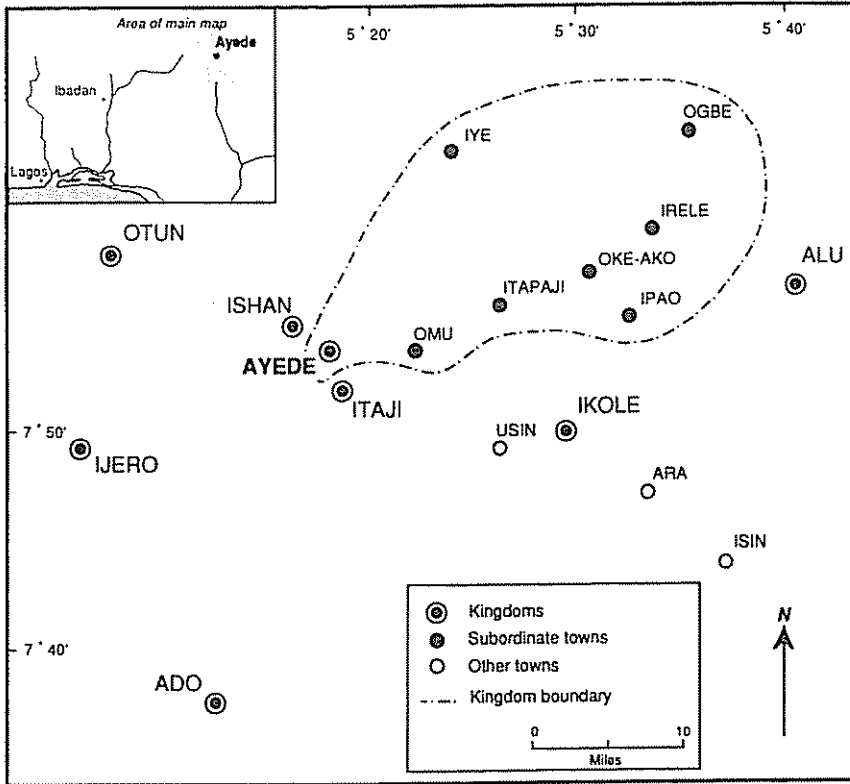 Area of main map
Ayede
Ibadan
Lagos
5° 20'
5° 30'
5° 40'
OGBE
IYE
IRELE
OTUN
OKE-AKO
ALU
ITAPAJI
IPAO
ISHAN
OMU
AYEDE
ITAJI
IKOLE
7° 50'
USIN
IJERO
ARA
ISIN
Kingdoms
Subordinate towns
Other towns
Kingdom boundary
0 10
Miles
N
7° 40'
ADO